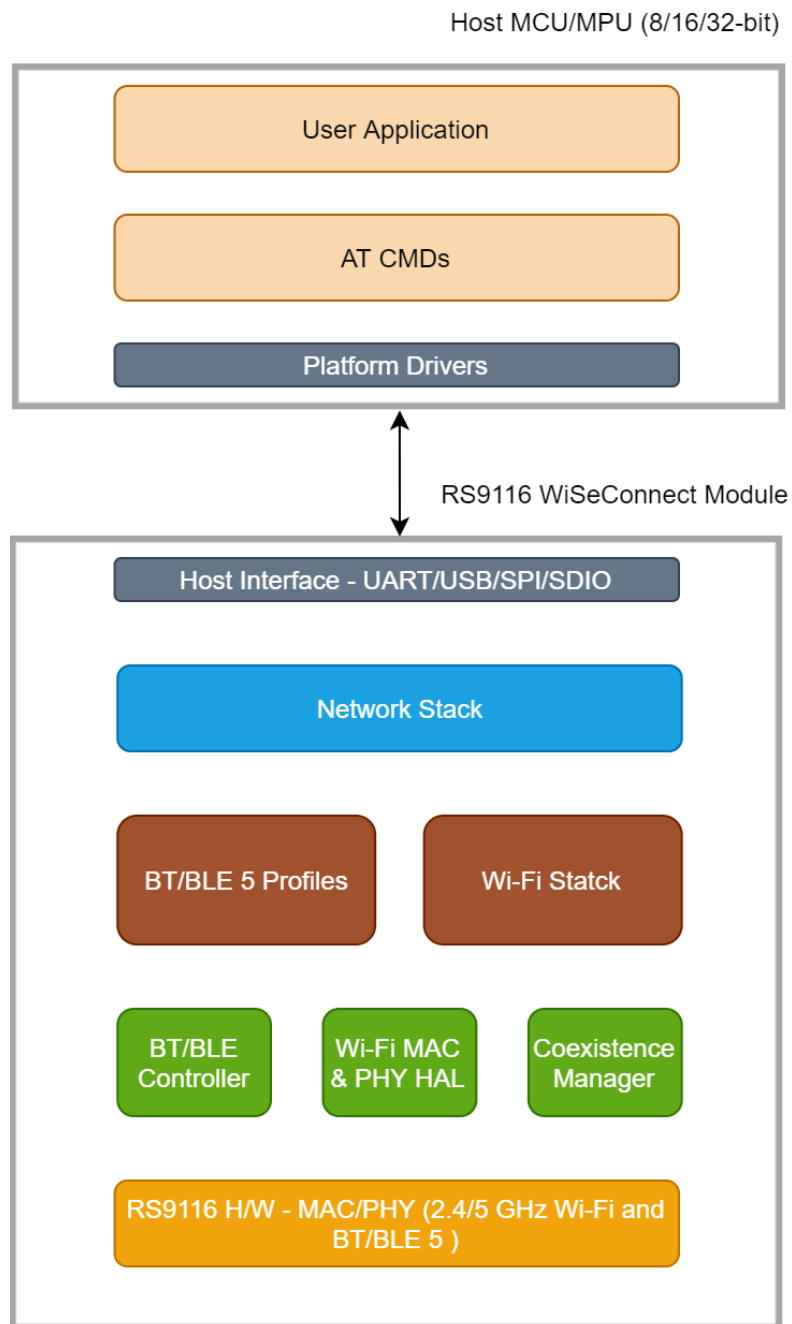 Host MCU/MPU (8/16/32-bit)
User Application
AT CMDs
Platform Drivers
RS9116 WiSeConnect Module
Host Interface - UART/USB/SPI/SDIO
Network Stack
BT/BLE 5 Profiles
Wi-Fi Statck
BT/BLE
Controller
Wi-Fi MAC
& PHY HAL
Coexistence
Manager
RS9116 H/W - MAC/PHY (2.4/5 GHz Wi-Fi and
BT/BLE 5 )